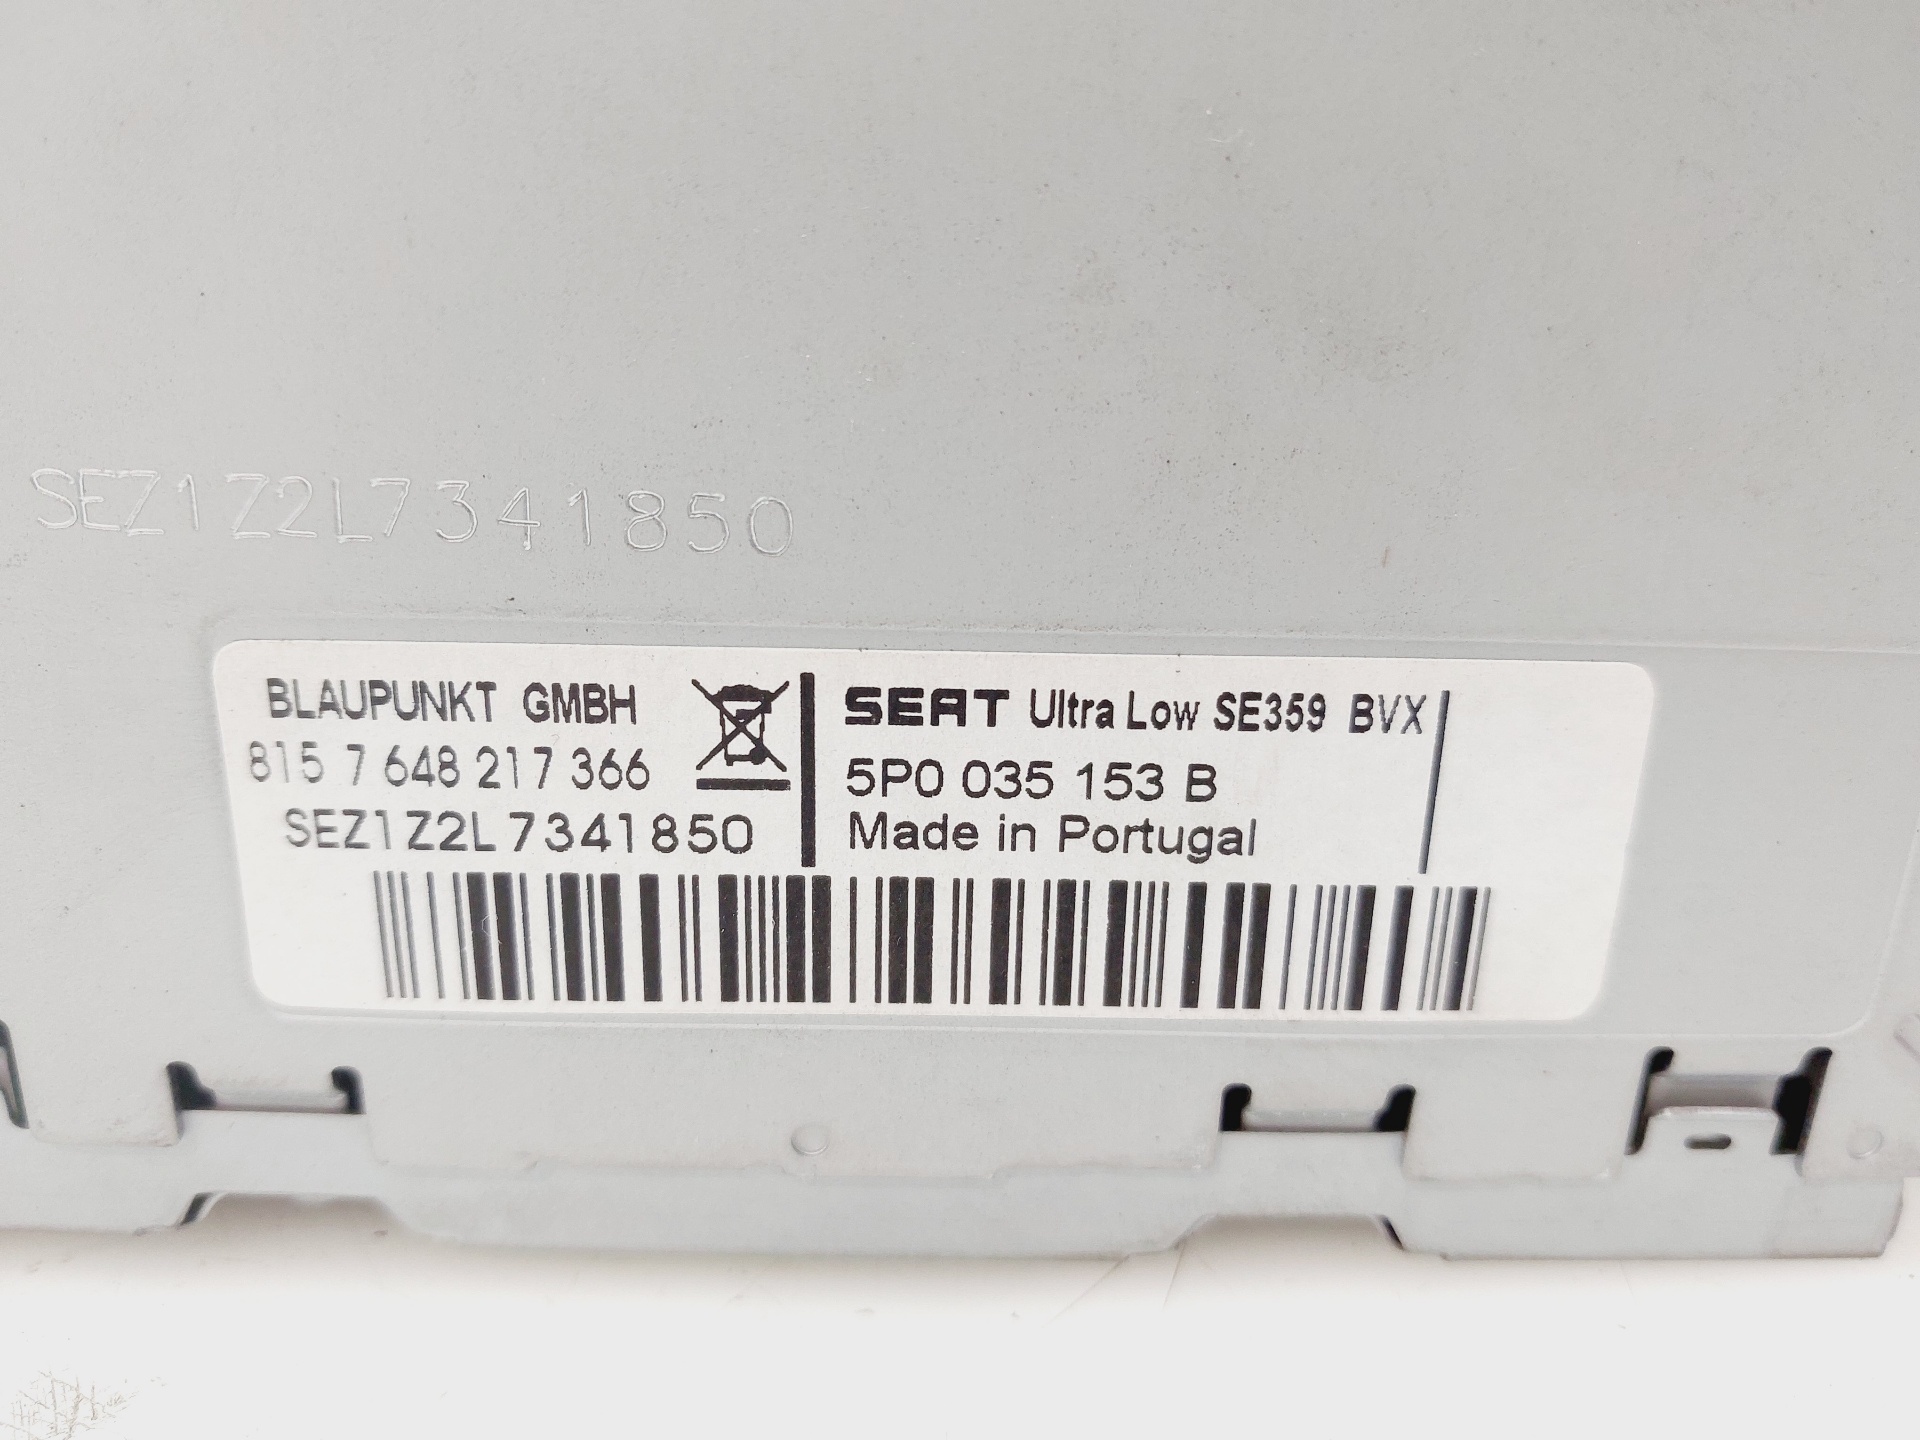 SEZ1Z2L7341850
BLAUPUNKT GMBH
815 7 648 217 366
SEZ1Z2L7341850
SEAT Ultra Low SE359 BVX
5P0 035 153 B
Made in Portugal